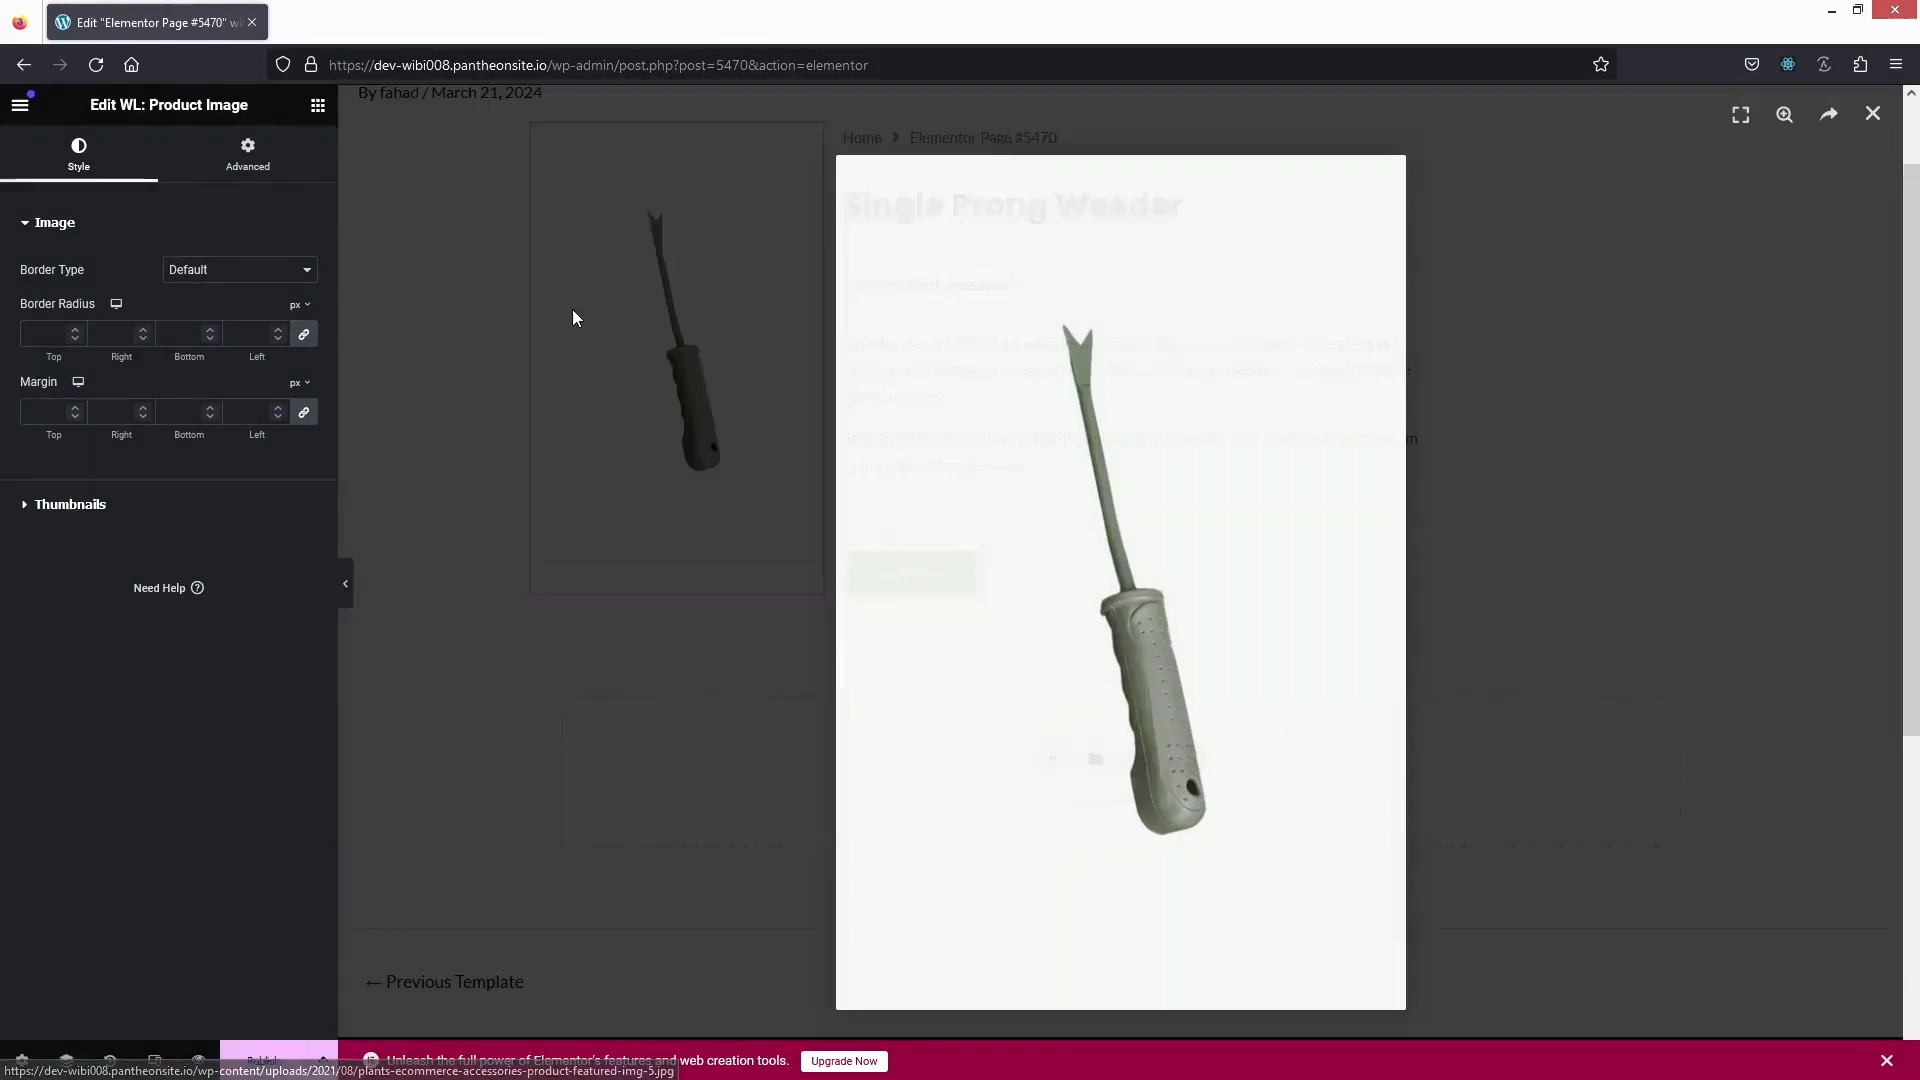 Edit "Elementor Page #5470" wi
https://dev-wibi008.pantheonsite.io/wp-admin/post.php?post=5470&action=elementor
Edit WL: Product Image
Style
Advanced
Image
Border Type
Default
Border Radius
px
Top
Right
Bottom
Left
Margin
px
Top
Right
Bottom
Left
Thumbnails
Need Help
By fahad / March 21, 2024
Home
Elementor Page #5470
Single Prong Weeder
← Previous Template
Publish
Unleash the full power of Elementor's features and web creation tools.
Upgrade Now
https://dev-wibi008.pantheonsite.io/wp-content/uploads/2021/08/plants-ecommerce-accessories-product-featured-img-5.jpg